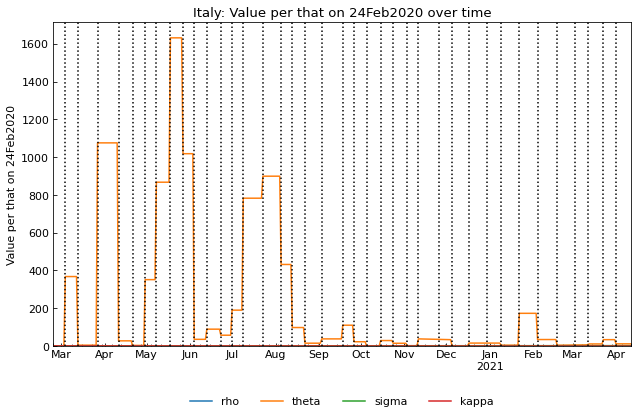 Italy: Value per that on 24Feb2020 over time
Value per that on 24Feb2020
1600
1400
1200
1000
800
600
400
200
0
Mar Apr May Jun Jul Aug Sep Oct Nov Dec Jan Feb Mar Apr
2021
rho theta sigma kappa